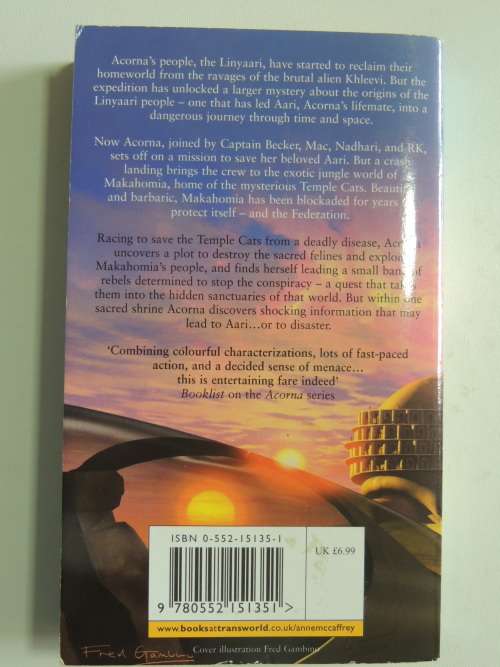 Acorna's people, the Linyaari, have started to reclaim their
homeworld from the ravages of the brutal alien Khleevi. But the
expedition has unlocked a larger mystery about the origins of the
Linyaari people – one that has led Aari, Acorna's lifemate, into a
dangerous journey through time and space.
Now Acorna, joined by Captain Becker, Mac, Nadhari, and RK,
sets off on a mission to save her beloved Aari. But a crash
landing brings the crew to the exotic jungle world of
Makahomia, home of the mysterious Temple Cats. Beautiful
and barbaric, Makahomia has been blockaded for years to
protect itself – and the Federation.
Racing to save the Temple Cats from a deadly disease, Acorna
uncovers a plot to destroy the sacred felines and exploit
Makahomia's people, and finds herself leading a small band of
rebels determined to stop the conspiracy – a quest that takes
them into the hidden sanctuaries of that world. But within one
sacred shrine Acorna discovers shocking information that may
lead to Aari...or to disaster.
'Combining colourful characterizations, lots of fast-paced
action, and a decided sense of menace...
this is entertaining fare indeed'
Booklist on the Acorna series
ISBN 0-552-15135-1
UK £6.99
9 780552 151351 >
www.booksattransworld.co.uk/annemccaffrey
Fred Gambino
Cover illustration Fred Gambino